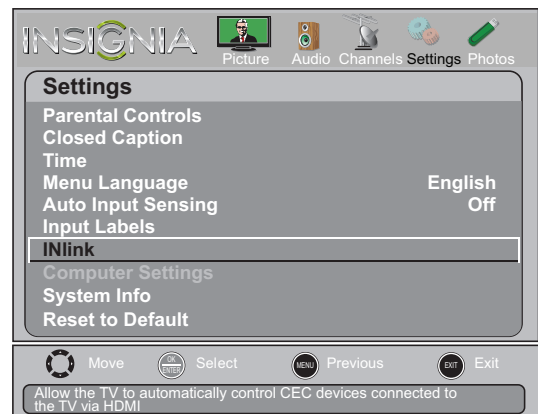 INSIGNIA
Picture Audio Channels Settings Photos
Settings
Parental Controls
Closed Caption
Time
Menu Language English
Auto Input Sensing Off
Input Labels
INlink
Computer Settings
System Info
Reset to Default
Move OK ENTER Select MENU Previous EXIT Exit
Allow the TV to automatically control CEC devices connected to
the TV via HDMI